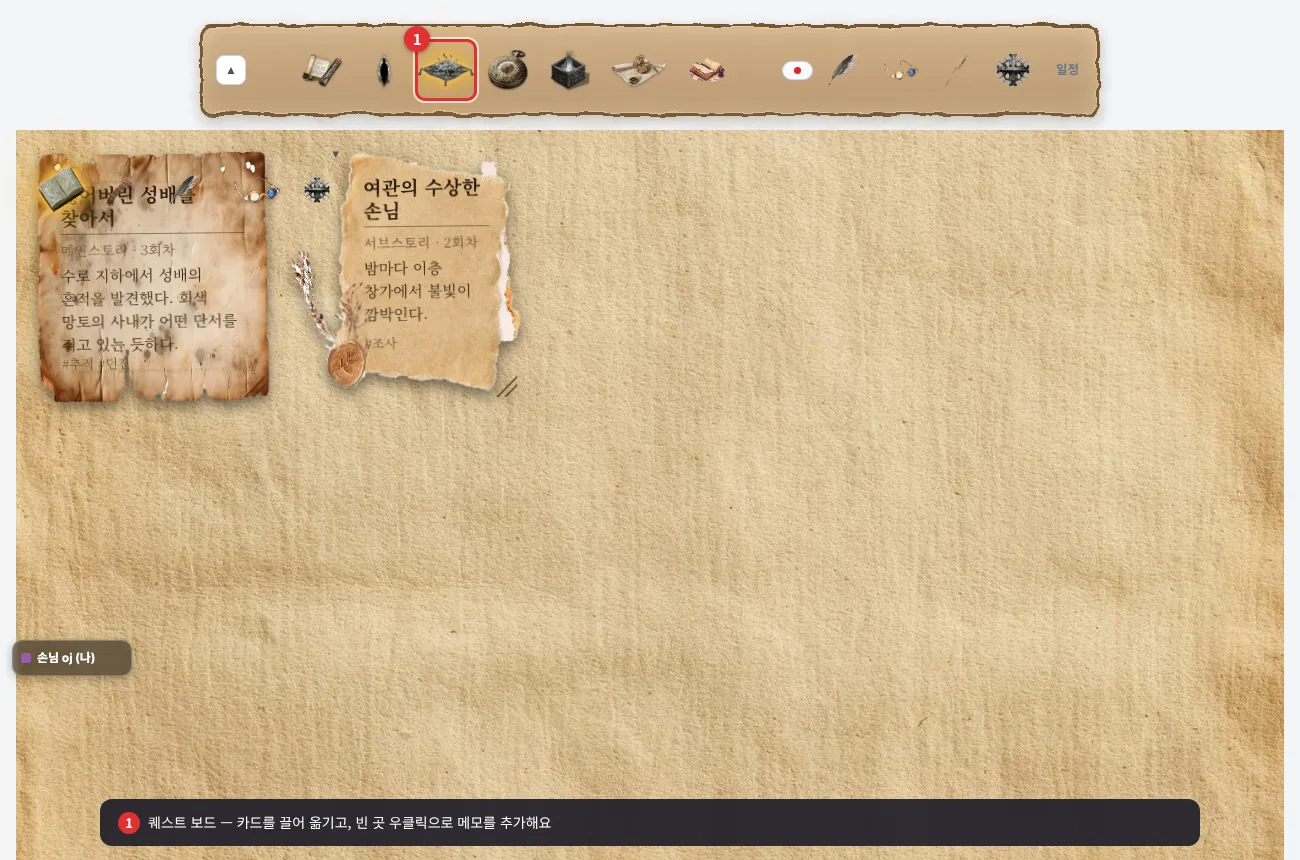 1
▲
일정
▼
성배를
찾아서
메인스토리 · 3회차
수로 지하에서 성배의
흔적을 발견했다. 회색
망토의 사내가 어떤 단서를
쥐고 있는 듯하다.
#추적 #던전
여관의 수상한
손님
서브스토리 · 2회차
밤마다 이층
창가에서 불빛이
깜박인다.
#조사
손님 oj (나)
1 퀘스트 보드 — 카드를 끌어 옮기고, 빈 곳 우클릭으로 메모를 추가해요